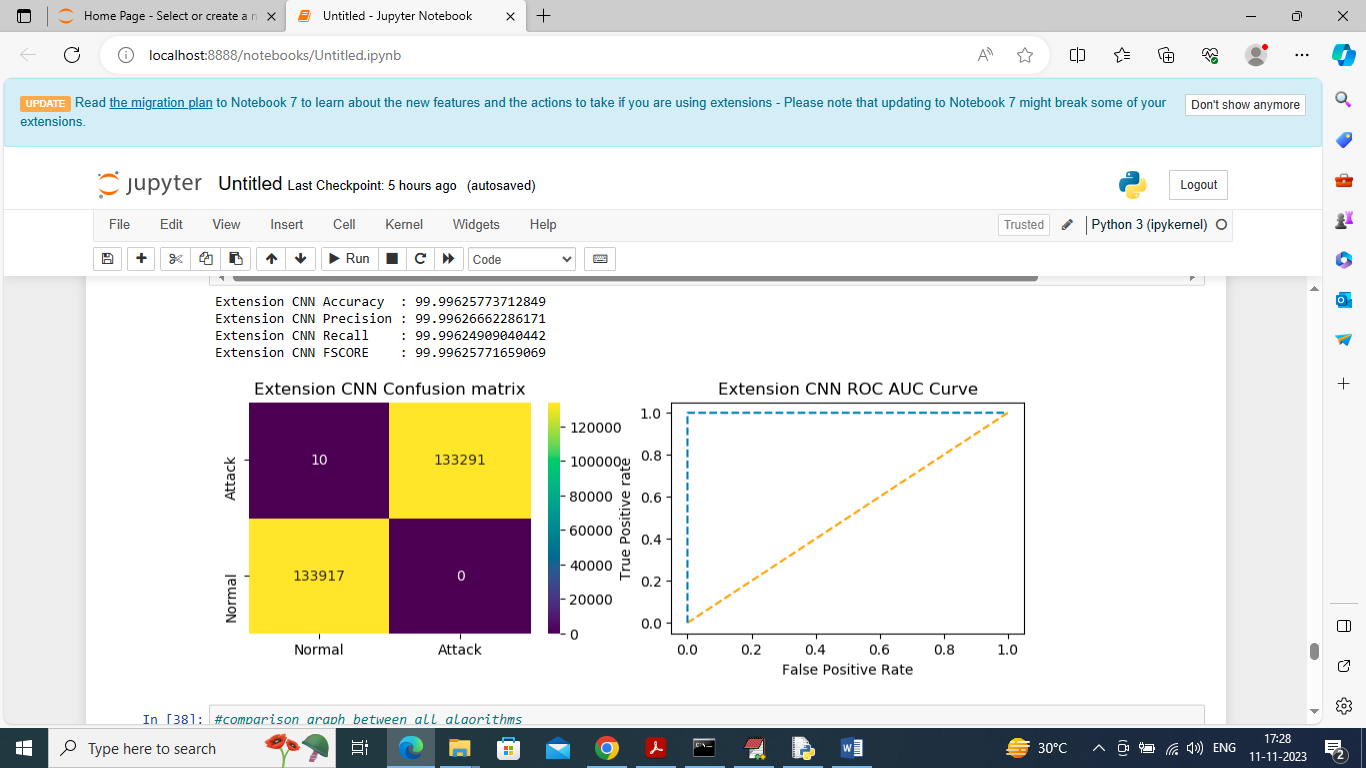 Home Page - Select or create a n
Untitled - Jupyter Notebook
localhost:8888/notebooks/Untitled.ipynb
UPDATE Read the migration plan to Notebook 7 to learn about the new features and the actions to take if you are using extensions - Please note that updating to Notebook 7 might break some of your
extensions.
Don't show anymore
jupyter Untitled Last Checkpoint: 5 hours ago (autosaved)
Logout
File Edit View Insert Cell Kernel Widgets Help
Trusted
Python 3 (ipykernel)
Run
Code
Extension CNN Accuracy : 99.99625773712849
Extension CNN Precision : 99.99626662286171
Extension CNN Recall : 99.99624909040442
Extension CNN FSCORE : 99.99625771659069
Extension CNN Confusion matrix
Attack
Normal
10
133291
133917
0
Normal
Attack
120000
100000
80000
60000
40000
20000
0
Extension CNN ROC AUC Curve
True Positive rate
1.0
0.8
0.6
0.4
0.2
0.0
0.0 0.2 0.4 0.6 0.8 1.0
False Positive Rate
In [38]: #comparison graph between all algorithms
Type here to search
30°C
ENG
17:28
11-11-2023
2